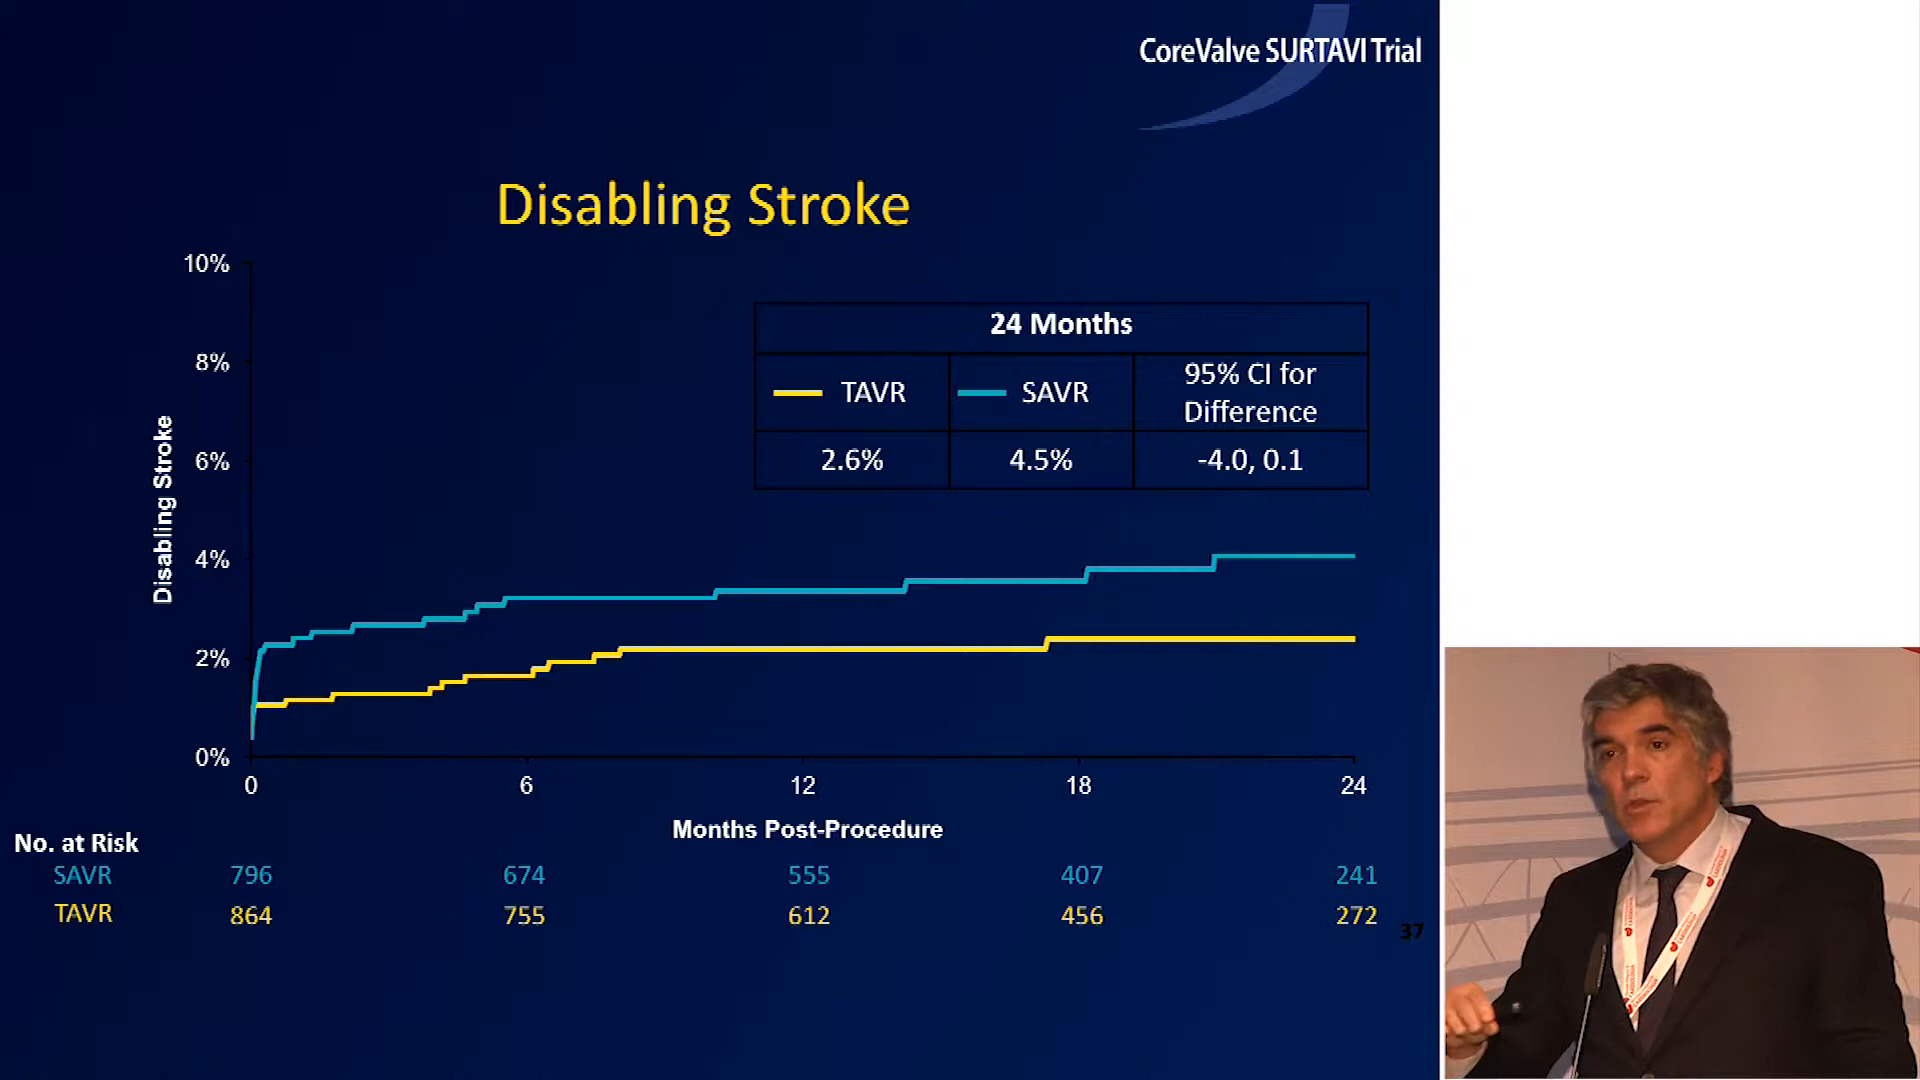 CoreValve SURTAVI Trial
Disabling Stroke
10%
8%
6%
4%
2%
0%
Disabling Stroke
24 Months
TAVR SAVR 95% CI for
Difference
2.6% 4.5% -4.0, 0.1
0 6 12 18 24
Months Post-Procedure
No. at Risk
SAVR 796 674 555 407 241
TAVR 864 755 612 456 272
37